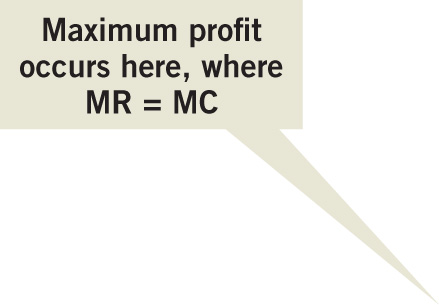 Maximum profit
occurs here, where
MR = MC